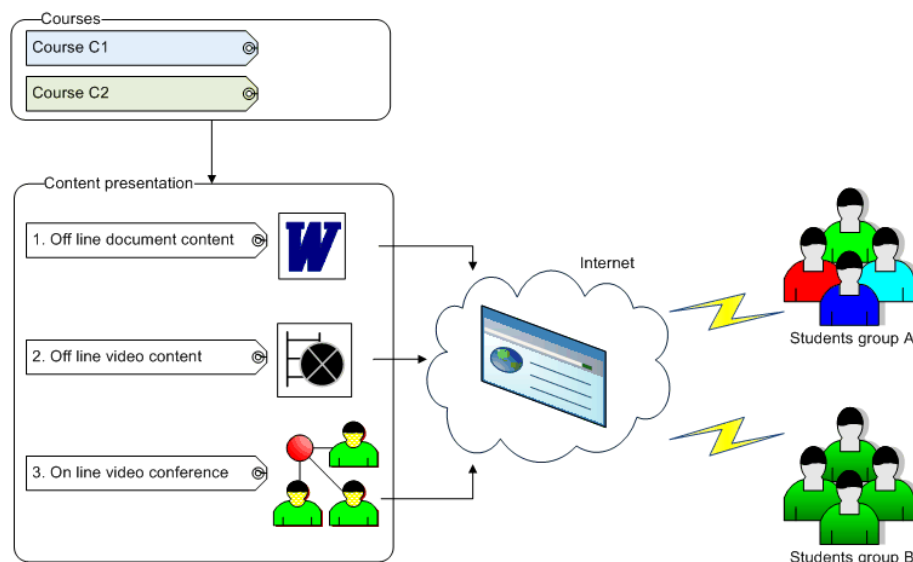 Courses
Course C1
Course C2
Content presentation
1. Off line document content
W
2. Off line video content
3. On line video conference
Internet
Students group A
Students group B